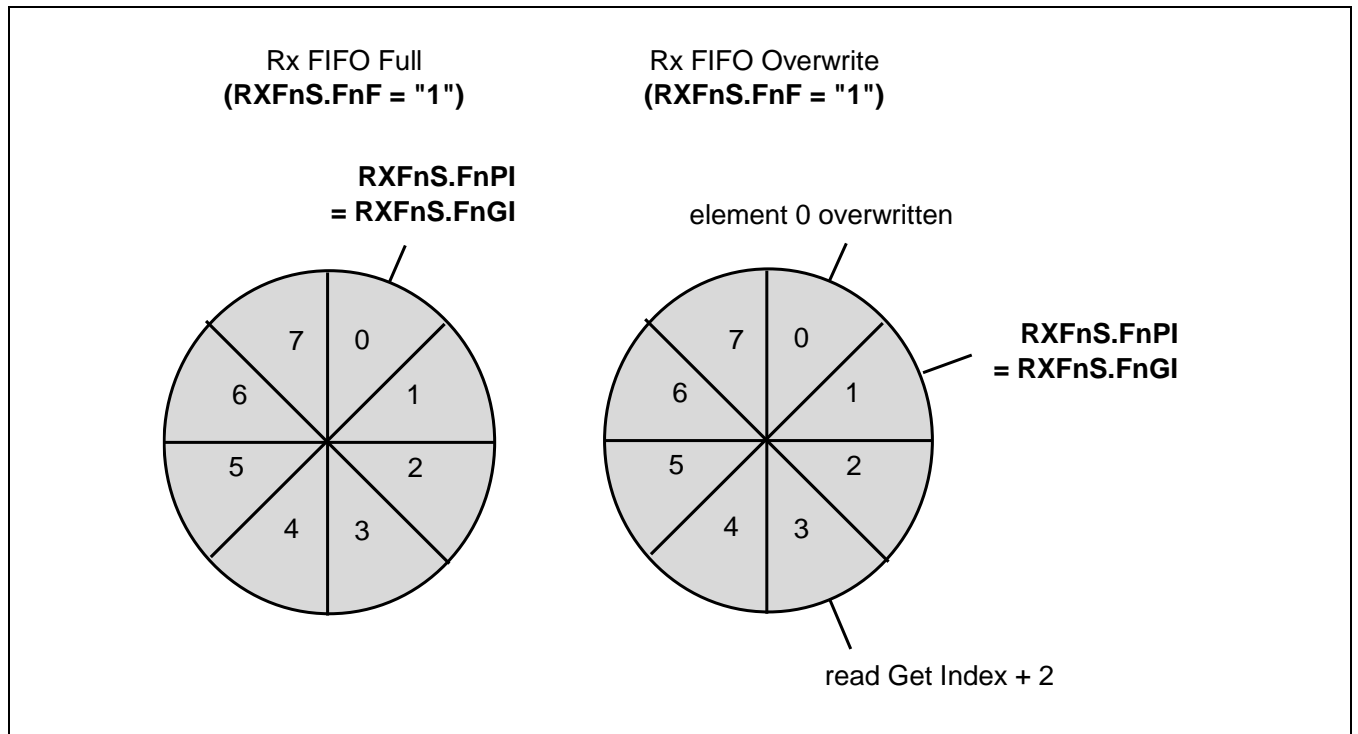 Rx FIFO Full
(RXFnS.FnF = "1")
Rx FIFO Overwrite
(RXFnS.FnF = "1")
RXFnS.FnPI
= RXFnS.FnGI
7
0
6
1
5
2
4
3
element 0 overwritten
RXFnS.FnPI
= RXFnS.FnGI
7
0
6
1
5
2
4
3
read Get Index + 2